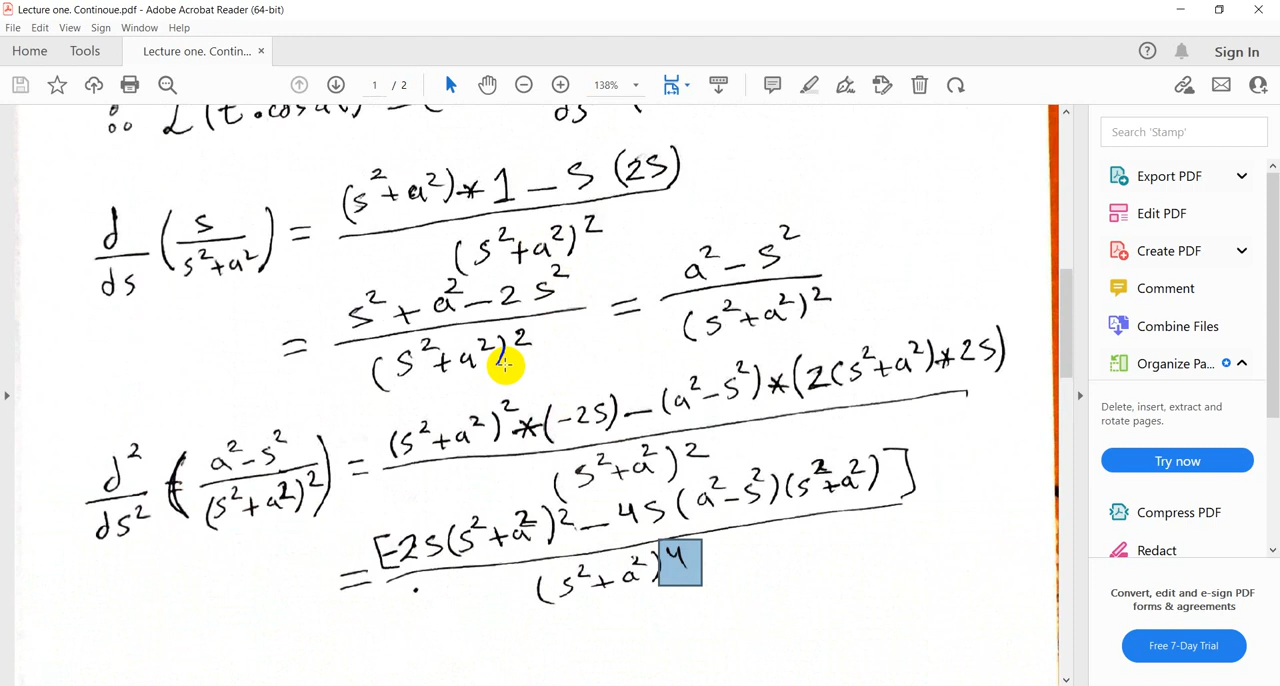 Lecture one. Continoue.pdf - Adobe Acrobat Reader (64-bit)
File Edit View Sign Window Help
Home Tools Lecture one. Contin... × Sign In
1 / 2 138%
∴ L(t.cosat) =
ds
d/ds (s/(s²+a²)) = ((s²+a²)*1 - s(2s))/(s²+a²)²
= (s²+a²-2s²)/(s²+a²)² = (a²-s²)/(s²+a²)²
d²/ds² ((a²-s²)/(s²+a²)²) = ((s²+a²)²*(-2s)-(a²-s²)*(2(s²+a²)*2s))/(s²+a²)²
= [-2s(s²+a²)²-4s(a²-s²)(s²+a²)]/(s²+a²)⁴
Search 'Stamp'
Export PDF
Edit PDF
Create PDF
Comment
Combine Files
Organize Pa...
Delete, insert, extract and
rotate pages.
Try now
Compress PDF
Redact
Convert, edit and e-sign PDF
forms & agreements
Free 7-Day Trial